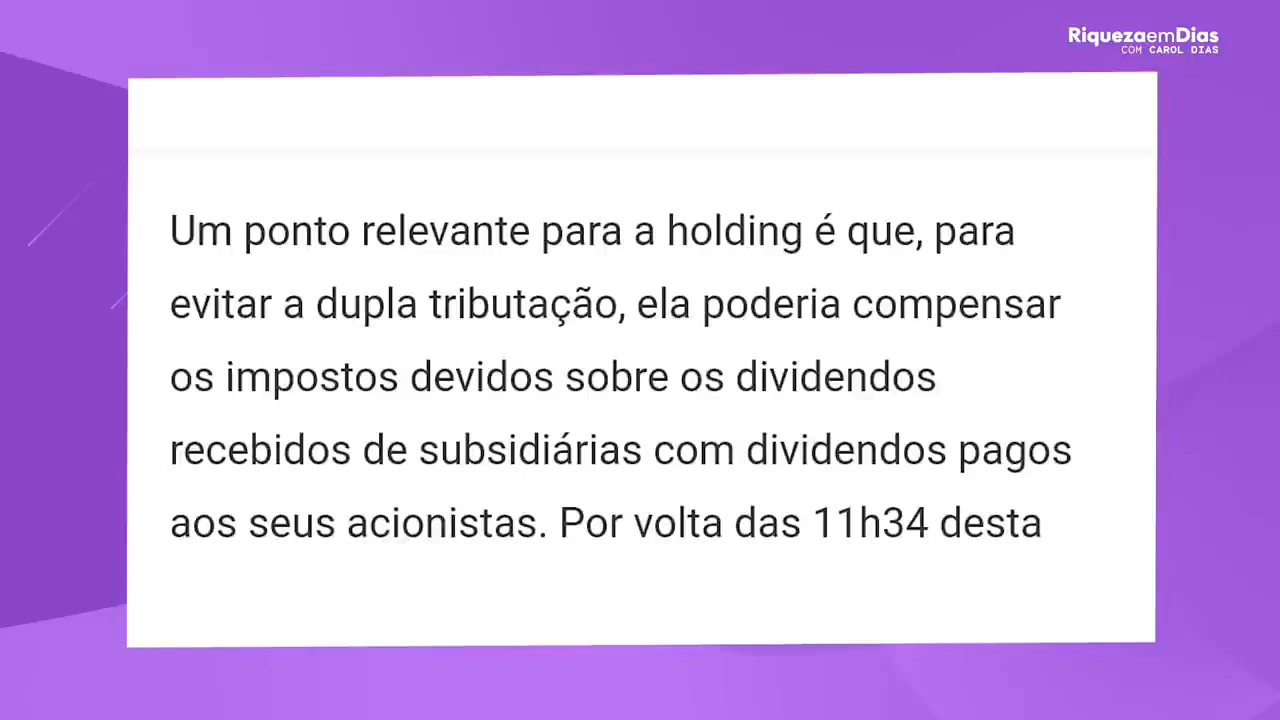 RiquezaemDias
COM CAROL DIAS
Um ponto relevante para a holding é que, para
evitar a dupla tributação, ela poderia compensar
os impostos devidos sobre os dividendos
recebidos de subsidiárias com dividendos pagos
aos seus acionistas. Por volta das 11h34 desta